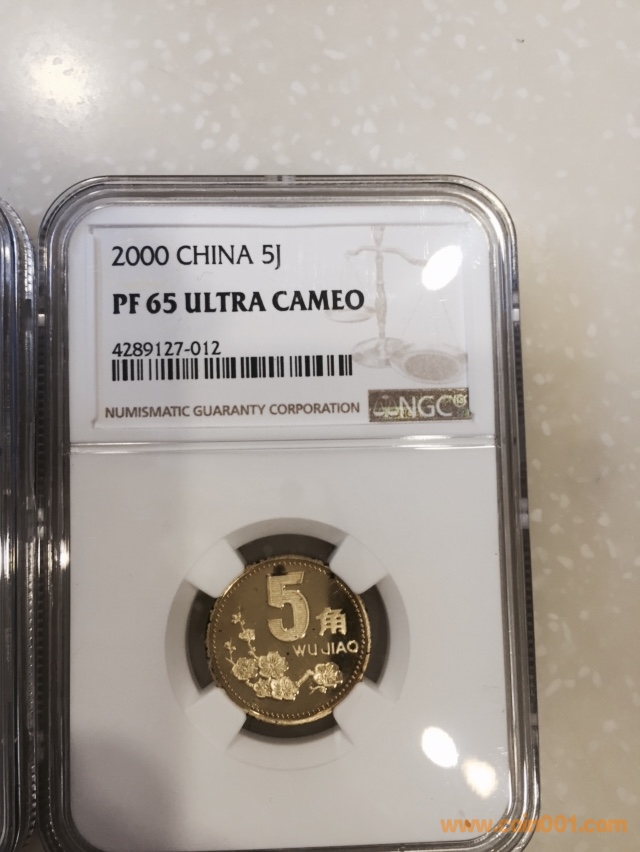 2000 CHINA 5J
PF 65 ULTRA CAMEO
4289127-012
NUMISMATIC GUARANTY CORPORATION
NGC
5角
WU JIAO
www.coin001.com